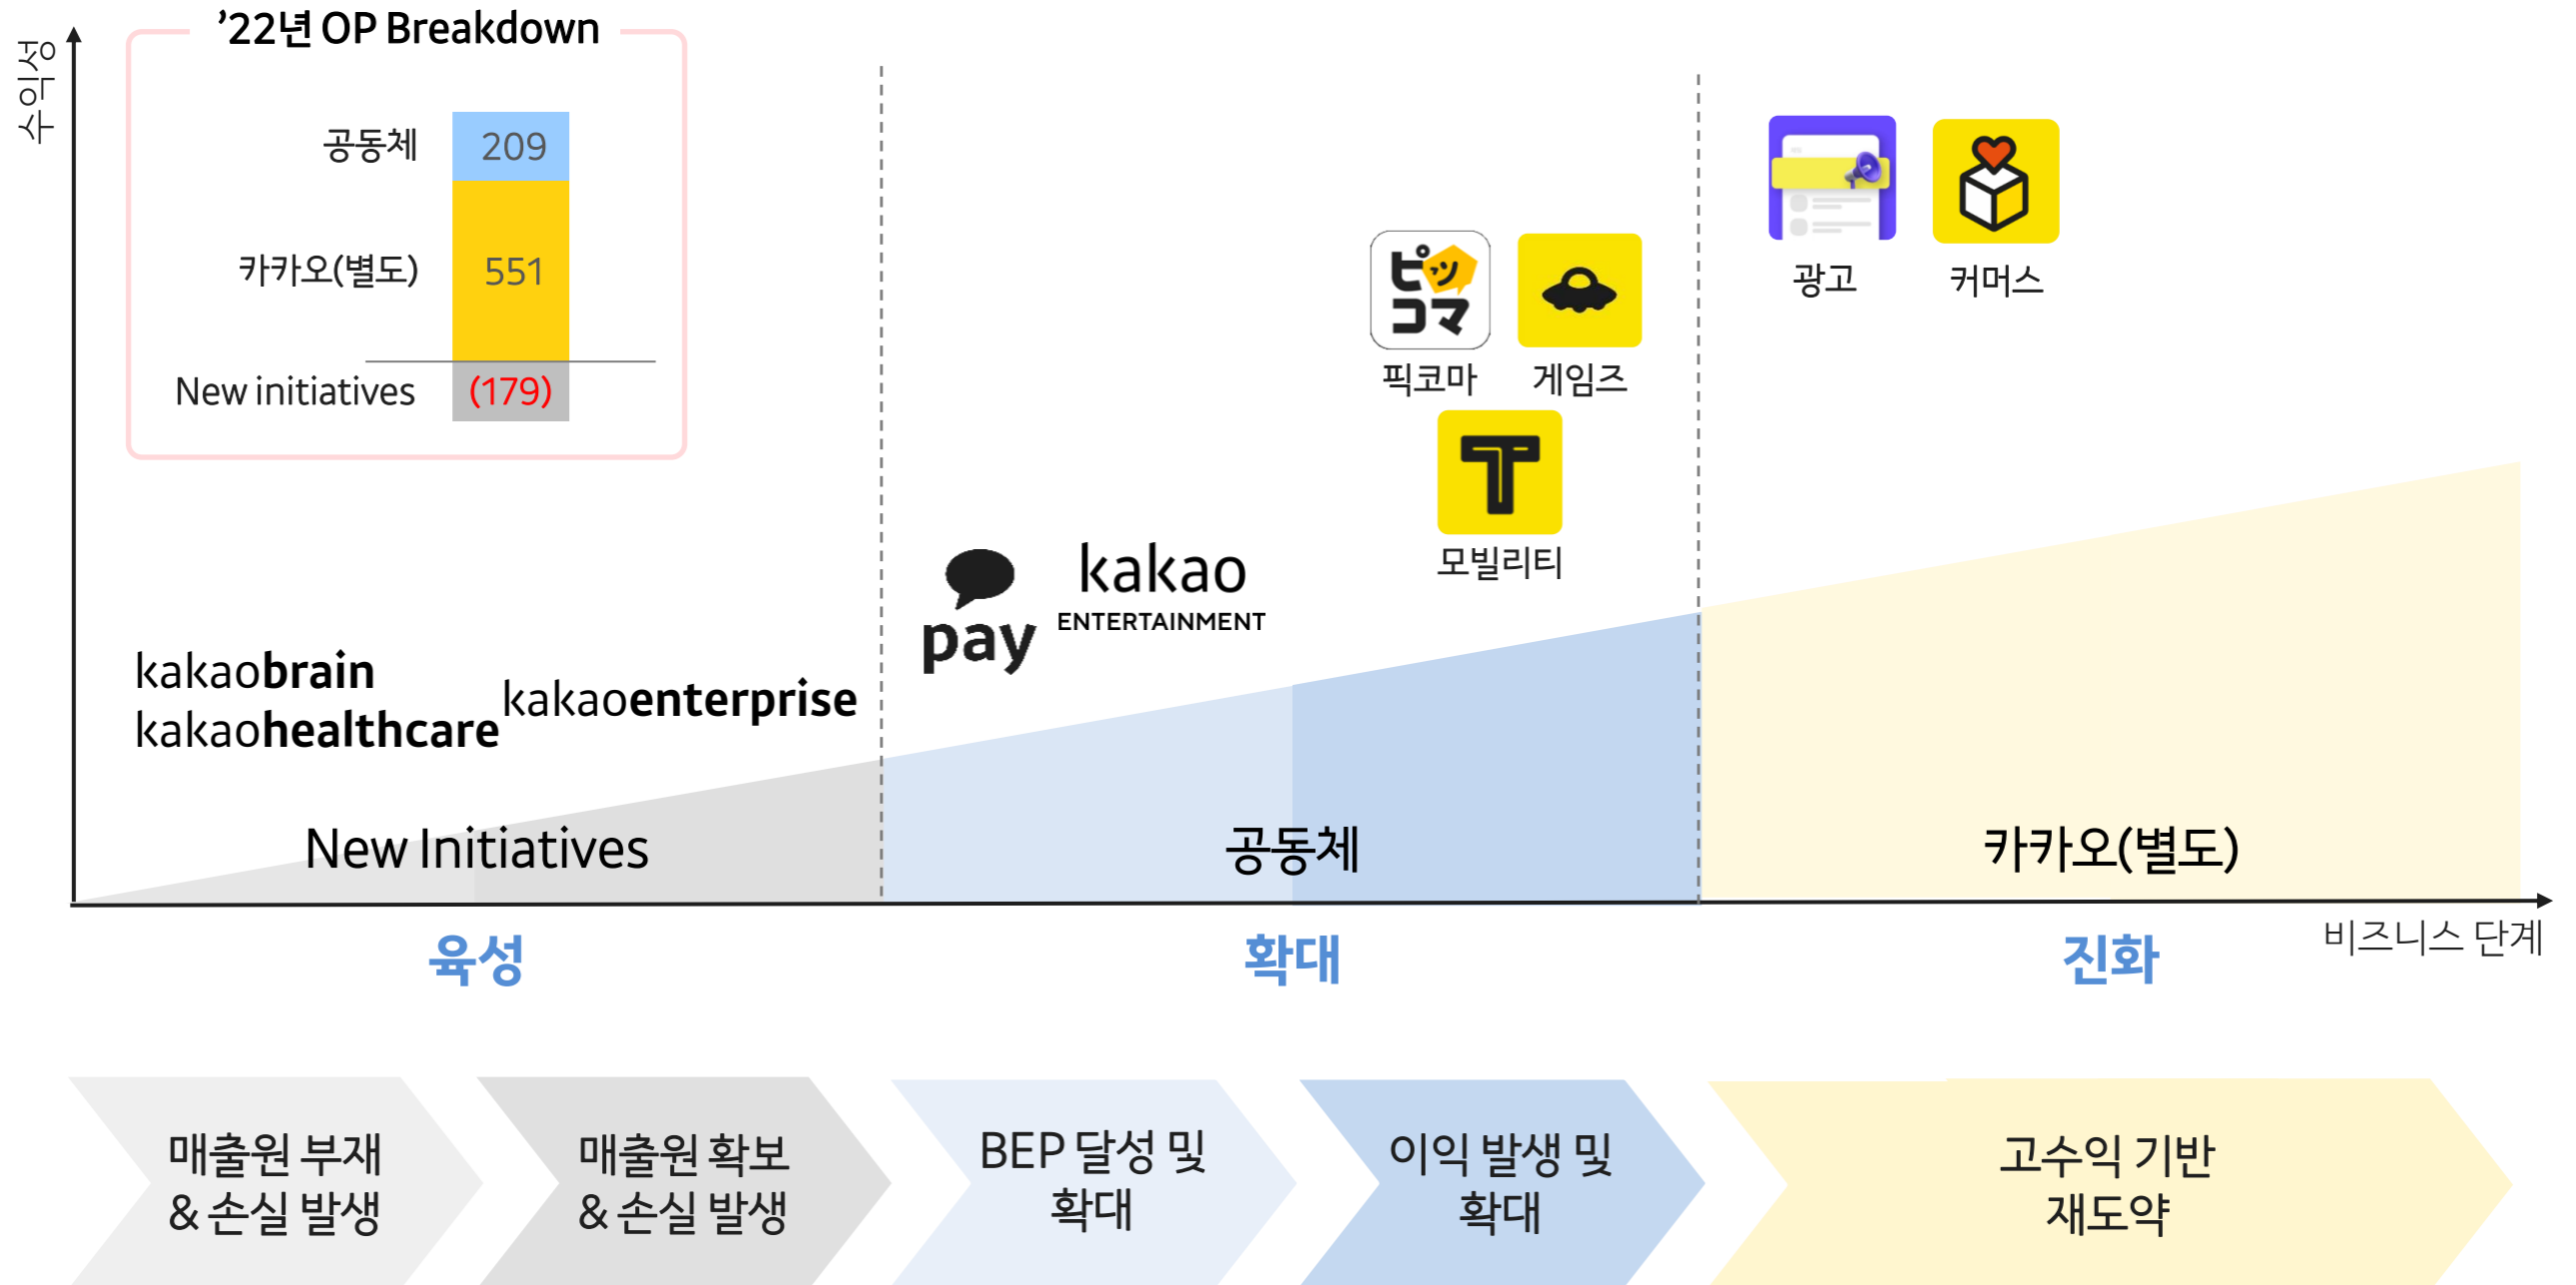 ’22년 OP Breakdown
수익성
공동체
209
카카오(별도)
551
New initiatives
(179)
광고
커머스
ピッコマ
픽코마
게임즈
T
모빌리티
pay
kakao
ENTERTAINMENT
kakaobrain
kakaohealthcare
kakaoenterprise
New Initiatives
공동체
카카오(별도)
육성
확대
진화
비즈니스 단계
매출원 부재
& 손실 발생
매출원 확보
& 손실 발생
BEP 달성 및
확대
이익 발생 및
확대
고수익 기반
재도약